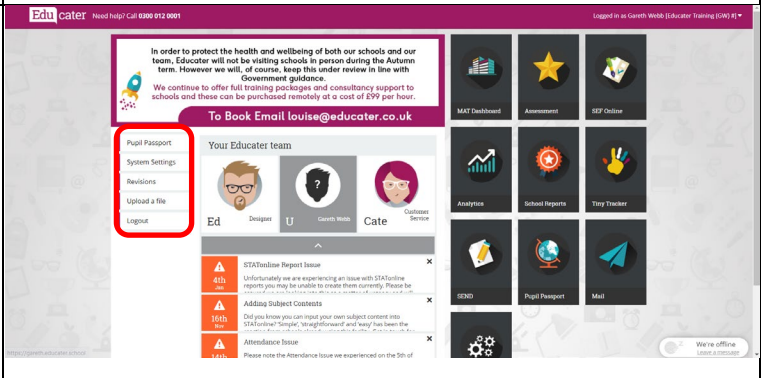 Edu cater Need help? Call 0300 012 0001
Logged in as Gareth Webb [Educater Training (GW) #]
In order to protect the health and wellbeing of both our schools and our
team, Educater will not be visiting schools in person during the Autumn
term. However we will, of course, keep this under review in line with
Government guidance.
We continue to offer full training packages and consultancy support to
schools and these can be purchased remotely at a cost of £99 per hour.
To Book Email louise@educater.co.uk
Pupil Passport
System Settings
Revisions
Upload a file
Logout
Your Educater team
?
Ed Designer
U Gareth Webb
Cate Customer Service
4th
Jan
STATonline Report Issue
Unfortunately we are experiencing an issue with STATonline
reports you may be unable to create them currently. Please be
16th
Nov
Adding Subject Contents
Did you know you can input your own subject content into
STATonline? 'Simple', 'straightforward' and 'easy' has been the
14th
Attendance Issue
Please note the Attendance Issue we experienced on the 5th of
MAT Dashboard
Assessment
SEF Online
Analytics
School Reports
Tiny Tracker
SEND
Pupil Passport
Mail
We're offline
Leave a message
https://gareth.educater.school